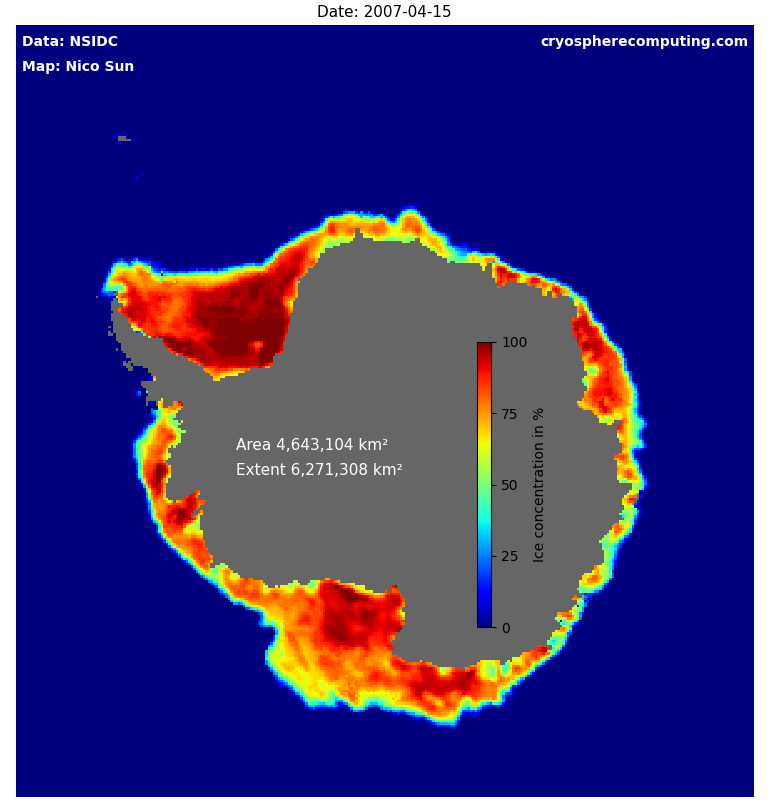 Date: 2007-04-15
Data: NSIDC
cryospherecomputing.com
Map: Nico Sun
100
75
50
25
0
Ice concentration in %
Area 4,643,104 km²
Extent 6,271,308 km²